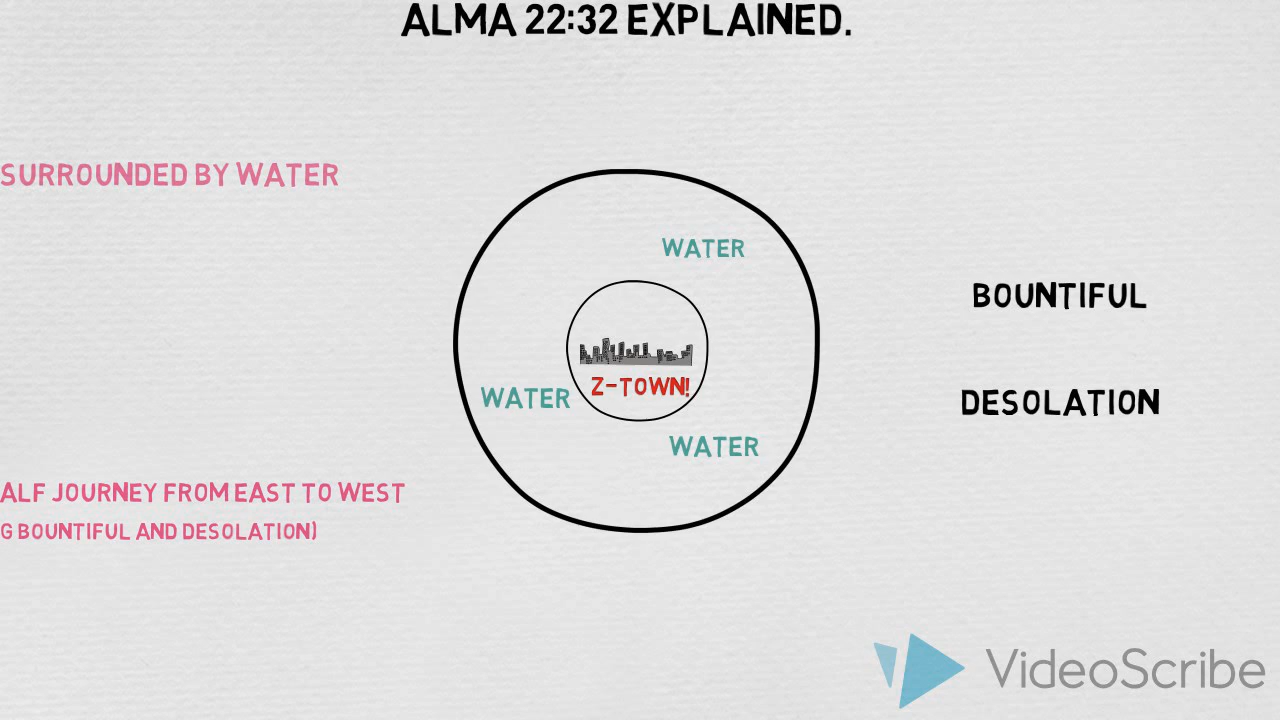 ALMA 22:32 EXPLAINED.
SURROUNDED BY WATER
WATER
BOUNTIFUL
Z-TOWN!
WATER
DESOLATION
WATER
ALF JOURNEY FROM EAST TO WEST
G BOUNTIFUL AND DESOLATION)
VideoScribe